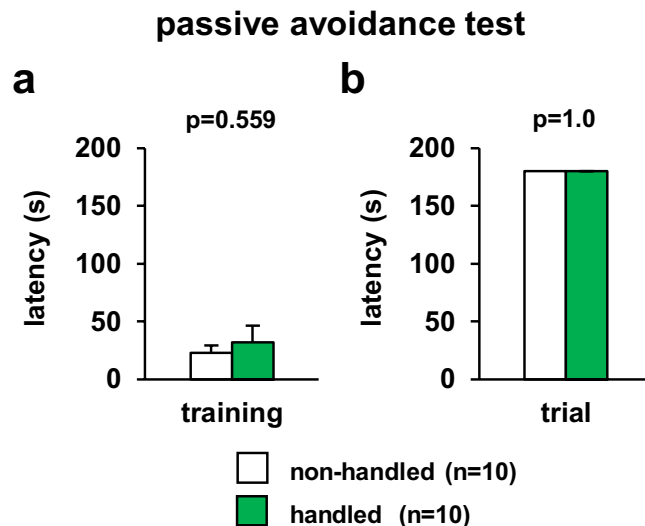 passive avoidance test
a
b
p=0.559
p=1.0
latency (s)
200
150
100
50
0
training
latency (s)
200
150
100
50
0
trial
non-handled (n=10)
handled (n=10)